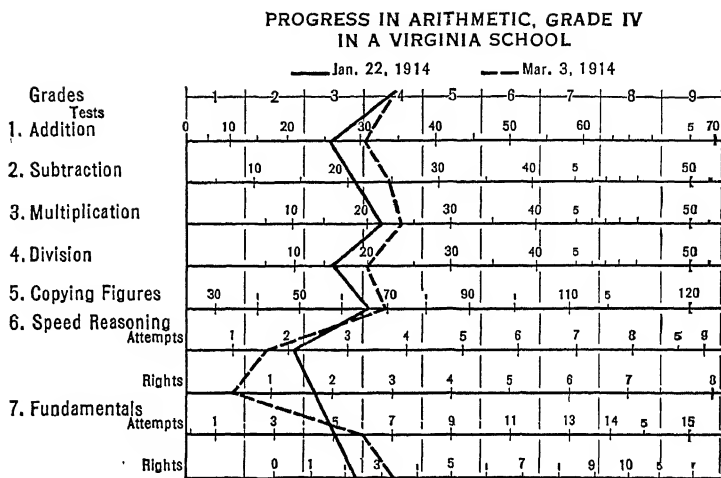 PROGRESS IN ARITHMETIC, GRADE IV
IN A VIRGINIA SCHOOL
Jan. 22, 1914 Mar. 3, 1914
Grades 1 2 3 4 5 6 7 8 9
Tests
1. Addition 0 10 20 30 40 50 60 5 70
2. Subtraction 10 20 30 40 5 50
3. Multiplication 10 20 30 40 5 50
4. Division 10 20 30 40 5 50
5. Copying Figures 30 50 70 90 110 5 120
6. Speed Reasoning
Attempts 1 2 3 4 5 6 7 8 5 9
Rights 1 2 3 4 5 6 7 8
7. Fundamentals
Attempts 1 3 5 7 9 11 13 14 5 15
Rights 0 1 3 5 7 9 10 5